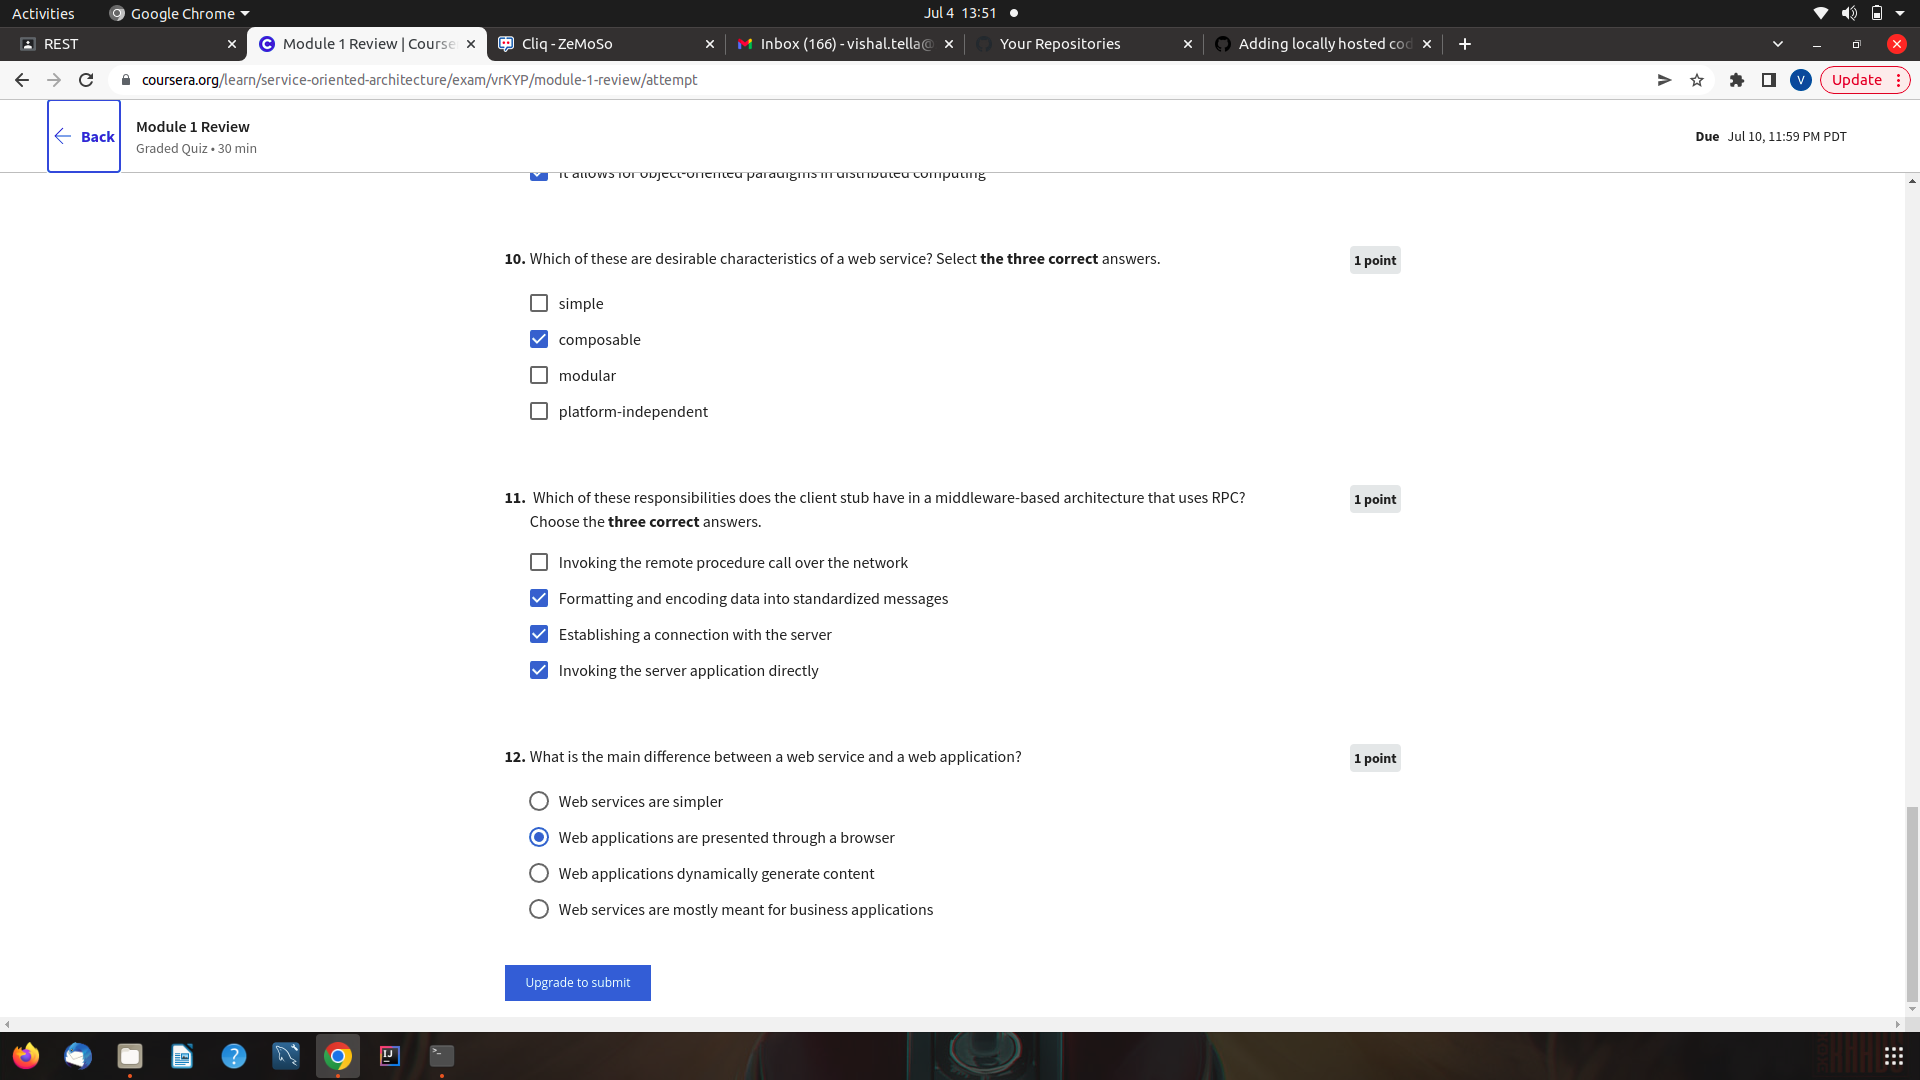 Activities
Google Chrome
Jul 4 13:51
REST
Module 1 Review | Course
Cliq - ZeMoSo
Inbox (166) - vishal.tella@
Your Repositories
Adding locally hosted cod
coursera.org/learn/service-oriented-architecture/exam/vrKYP/module-1-review/attempt
V
Update
Back
Module 1 Review
Graded Quiz • 30 min
Due Jul 10, 11:59 PM PDT
It allows for object-oriented paradigms in distributed computing
10. Which of these are desirable characteristics of a web service? Select the three correct answers.
1 point
simple
composable
modular
platform-independent
11. Which of these responsibilities does the client stub have in a middleware-based architecture that uses RPC?
Choose the three correct answers.
1 point
Invoking the remote procedure call over the network
Formatting and encoding data into standardized messages
Establishing a connection with the server
Invoking the server application directly
12. What is the main difference between a web service and a web application?
1 point
Web services are simpler
Web applications are presented through a browser
Web applications dynamically generate content
Web services are mostly meant for business applications
Upgrade to submit